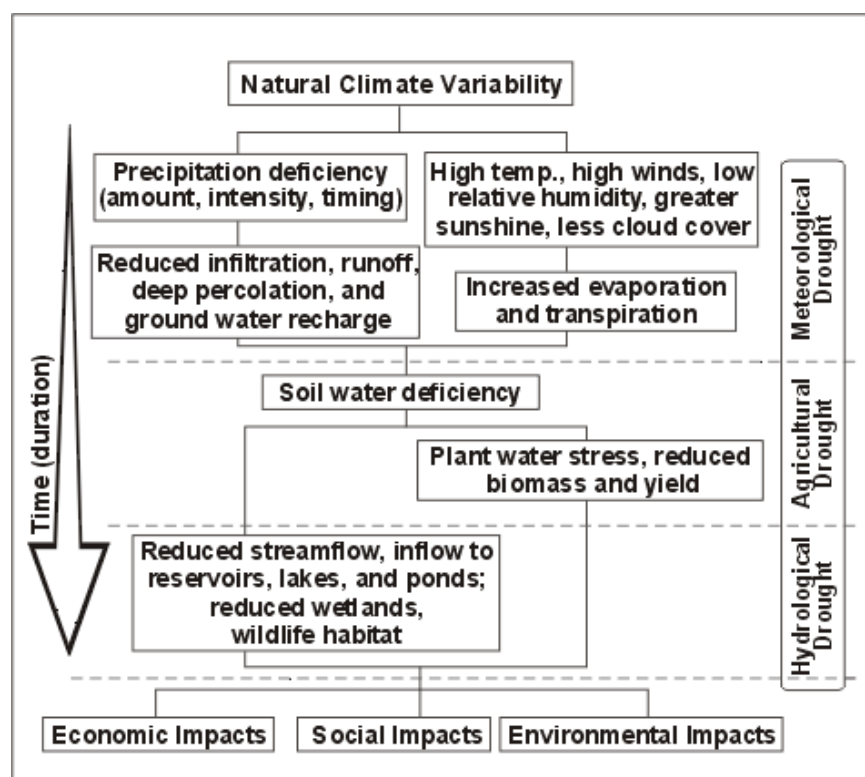 Natural Climate Variability
Precipitation deficiency
(amount, intensity, timing)
High temp., high winds, low
relative humidity, greater
sunshine, less cloud cover
Reduced infiltration, runoff,
deep percolation, and
ground water recharge
Increased evaporation
and transpiration
Meteorological
Drought
Soil water deficiency
Plant water stress, reduced
biomass and yield
Agricultural
Drought
Time (duration)
Reduced streamflow, inflow to
reservoirs, lakes, and ponds;
reduced wetlands,
wildlife habitat
Hydrological
Drought
Economic Impacts
Social Impacts
Environmental Impacts